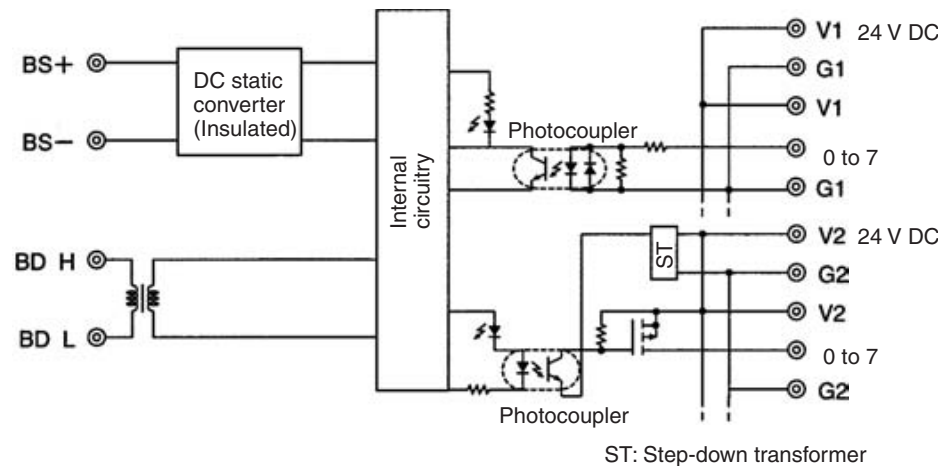 BS+
BS−
DC static
converter
(Insulated)
BD H
BD L
Internal
circuitry
Photocoupler
V1 24 V DC
G1
V1
0 to 7
G1
ST
V2 24 V DC
G2
V2
0 to 7
G2
Photocoupler
ST: Step-down transformer